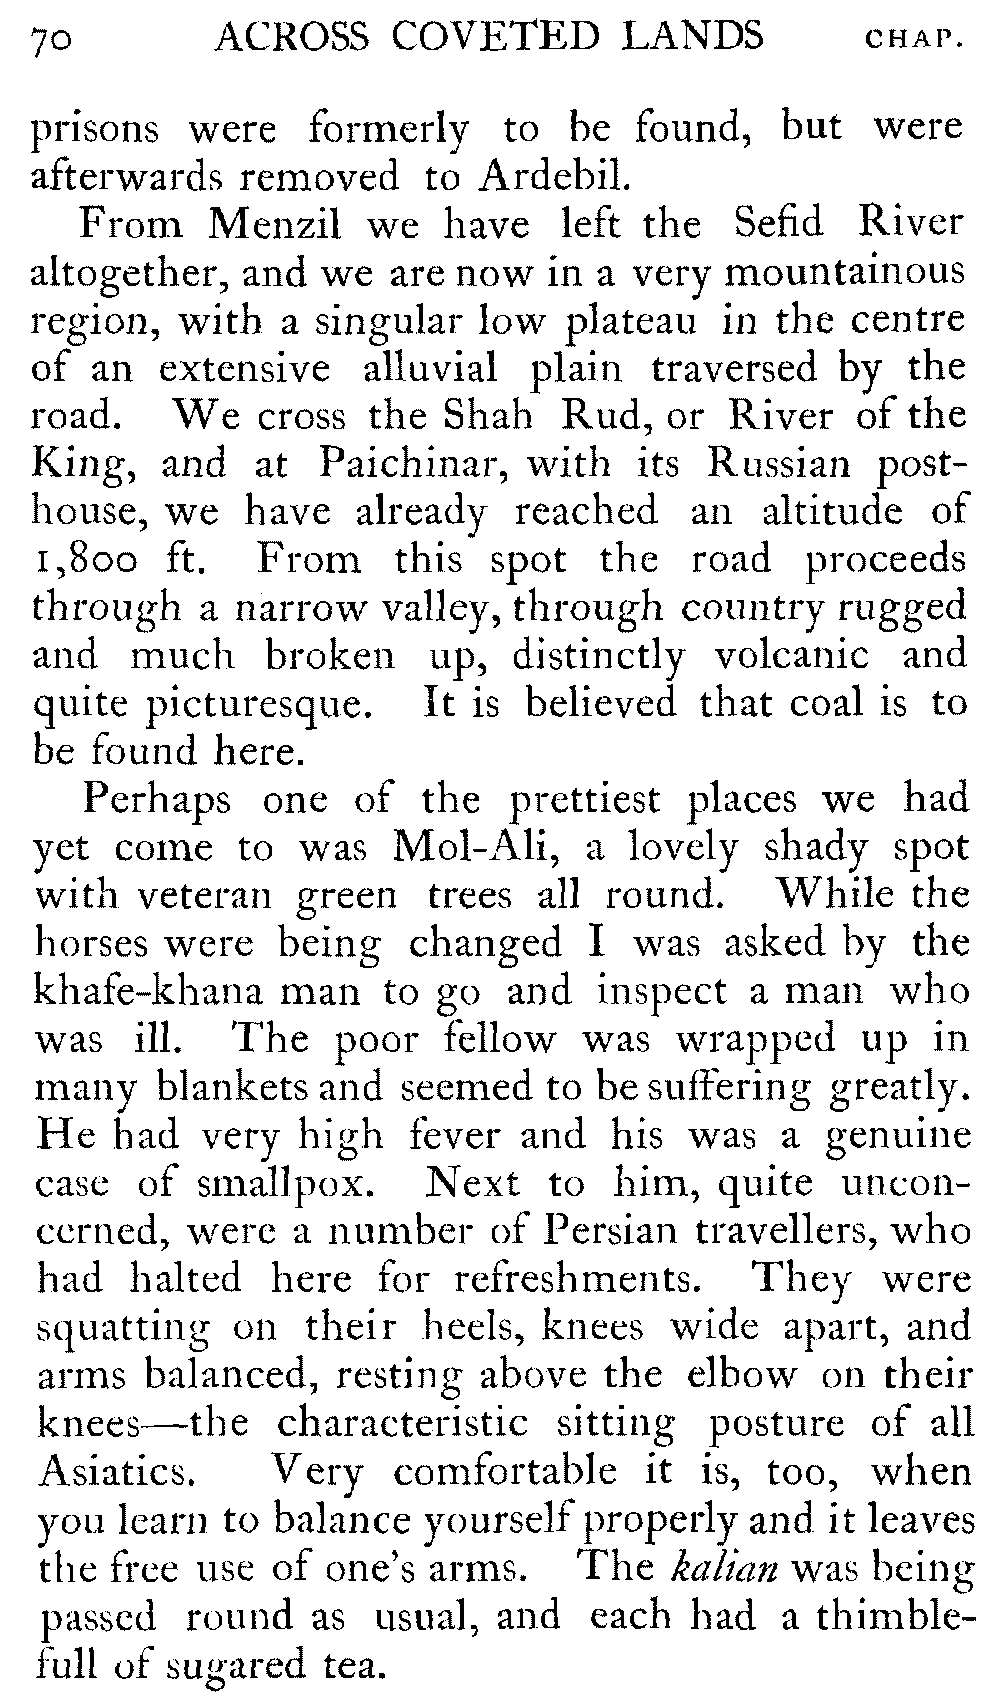 70 ACROSS COVETED LANDS CHAP.
prisons were formerly to be found, but were
afterwards removed to Ardebil.
From Menzil we have left the Sefid River
altogether, and we are now in a very mountainous
region, with a singular low plateau in the centre
of an extensive alluvial plain traversed by the
road. We cross the Shah Rud, or River of the
King, and at Paichinar, with its Russian post-
house, we have already reached an altitude of
1,800 ft. From this spot the road proceeds
through a narrow valley, through country rugged
and much broken up, distinctly volcanic and
quite picturesque. It is believed that coal is to
be found here.
Perhaps one of the prettiest places we had
yet come to was Mol-Ali, a lovely shady spot
with veteran green trees all round. While the
horses were being changed I was asked by the
khafe-khana man to go and inspect a man who
was ill. The poor fellow was wrapped up in
many blankets and seemed to be suffering greatly.
He had very high fever and his was a genuine
case of smallpox. Next to him, quite uncon-
cerned, were a number of Persian travellers, who
had halted here for refreshments. They were
squatting on their heels, knees wide apart, and
arms balanced, resting above the elbow on their
knees—the characteristic sitting posture of all
Asiatics. Very comfortable it is, too, when
you learn to balance yourself properly and it leaves
the free use of one's arms. The kalian was being
passed round as usual, and each had a thimble-
full of sugared tea.